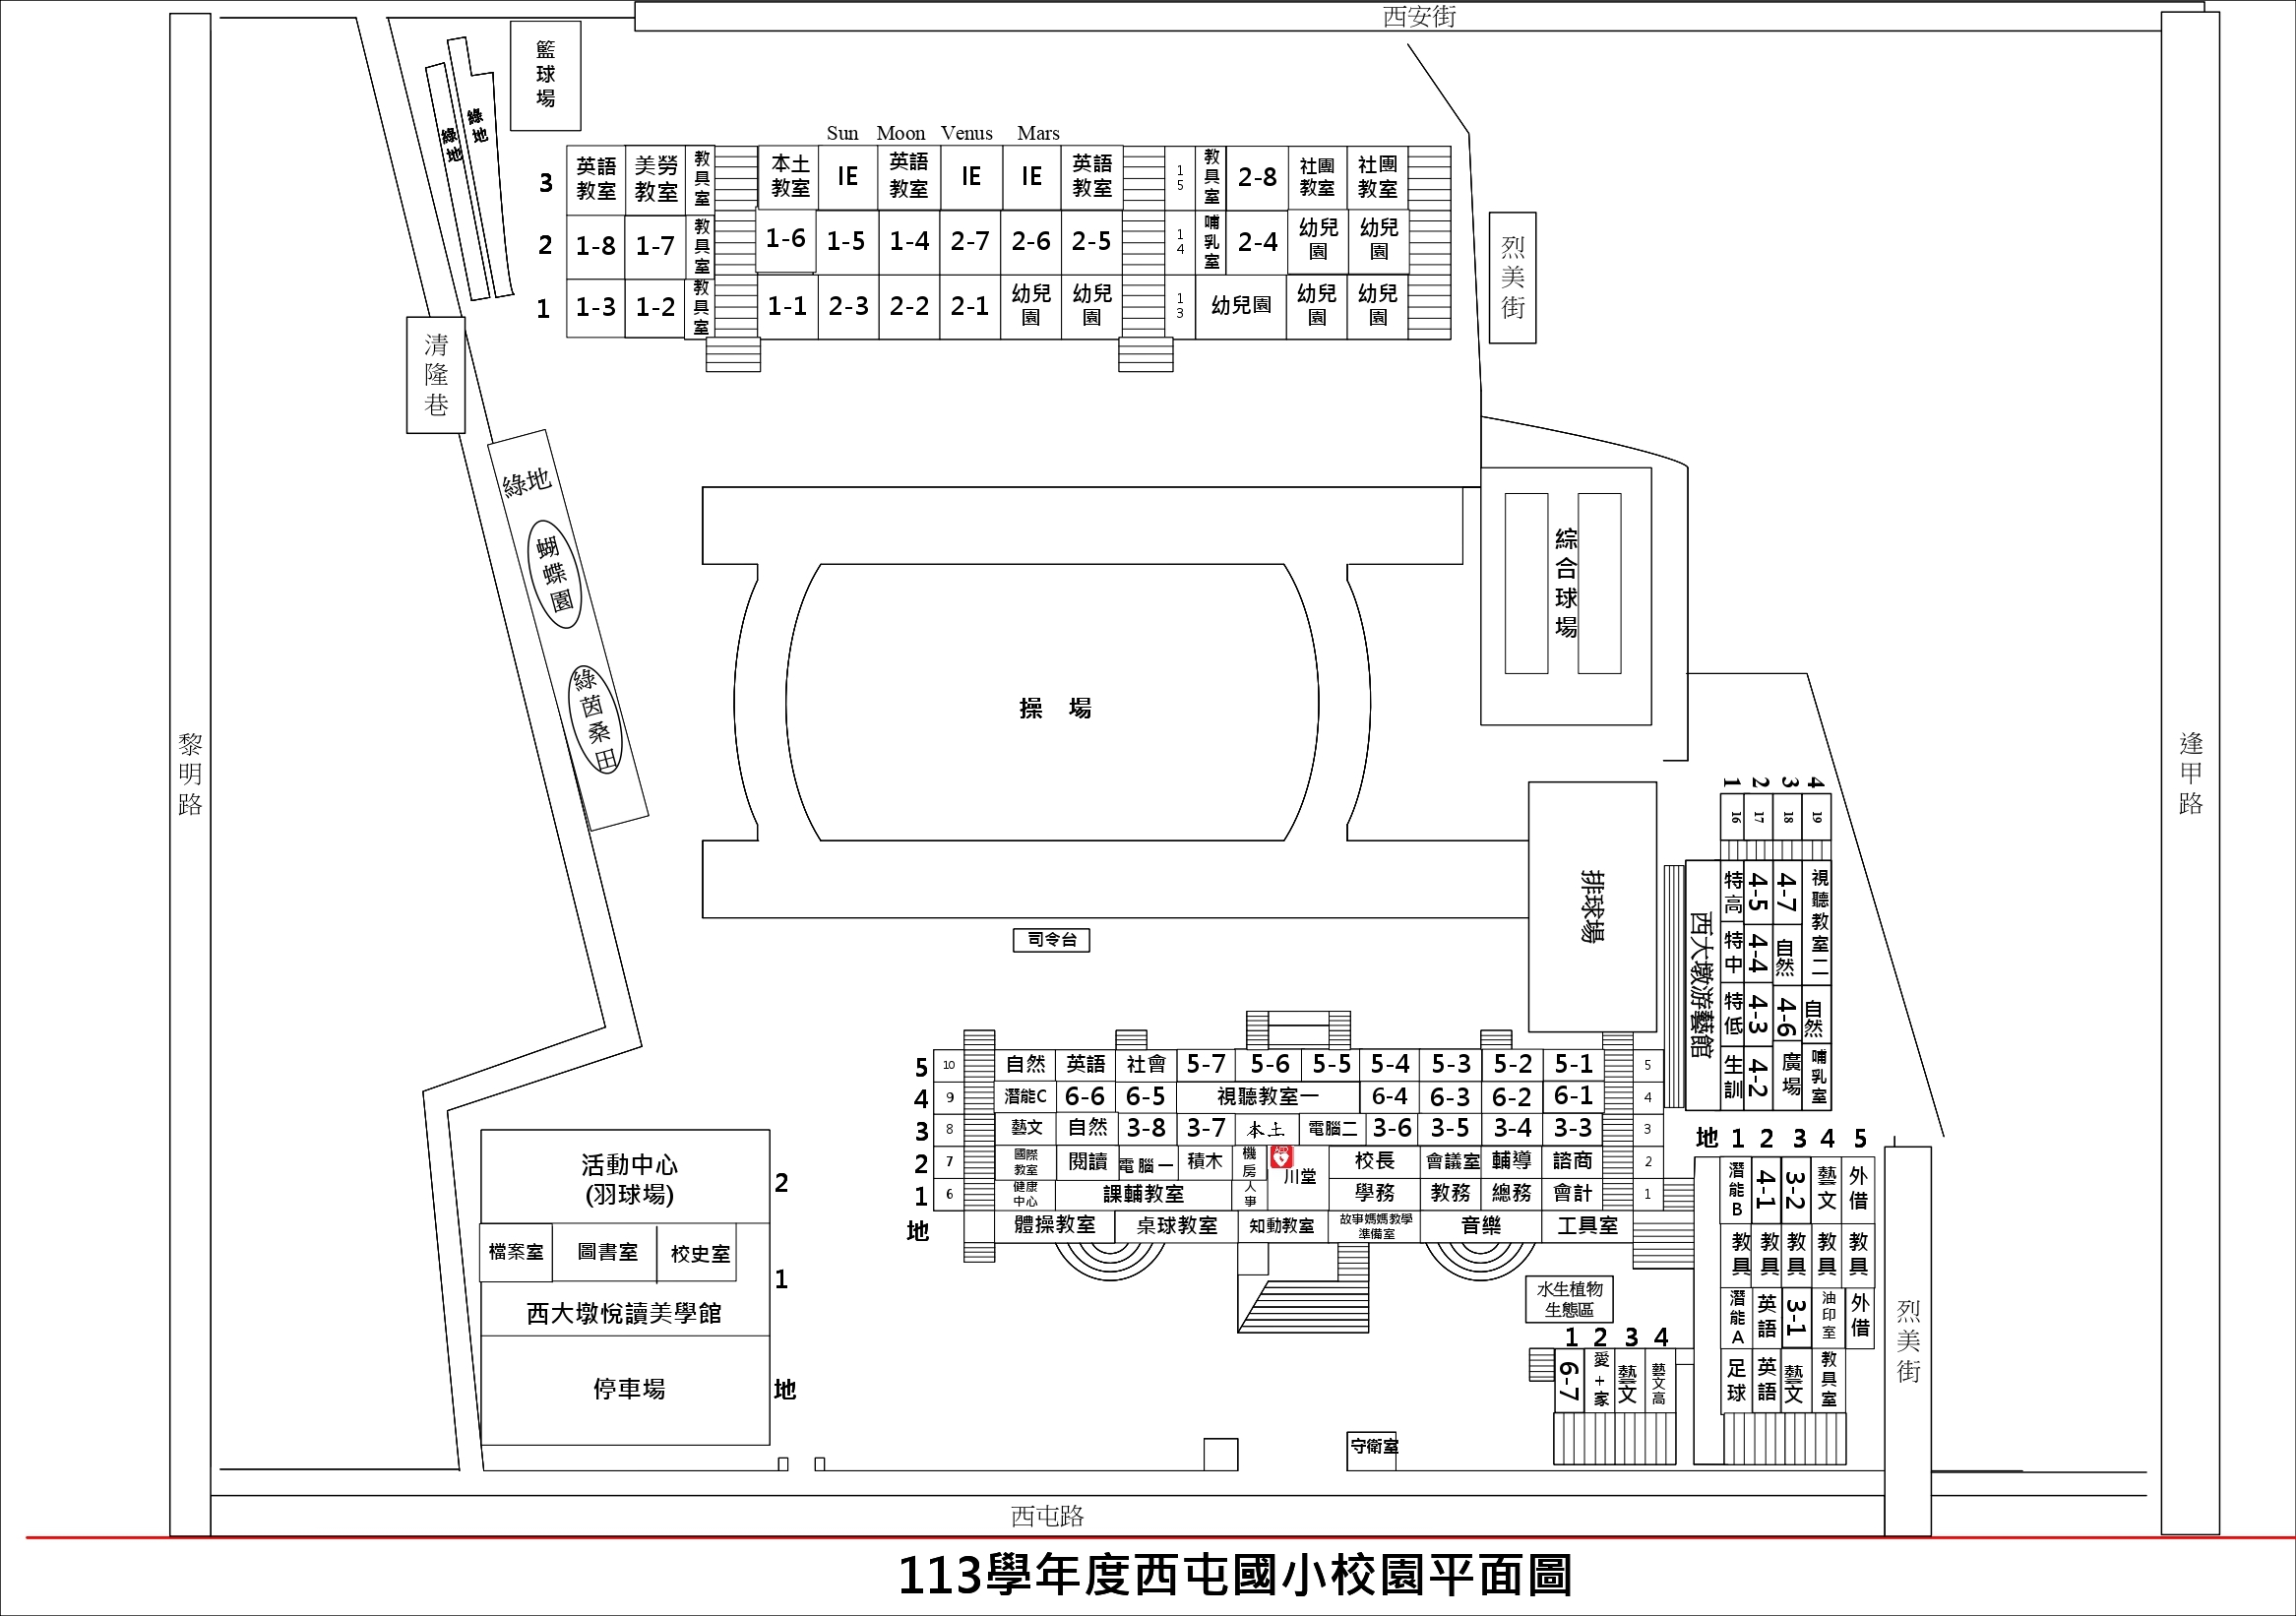 西安街
籃球場
綠地
綠地
Sun Moon Venus Mars
3 英語教室 美勞教室 教具室 本土教室 IE 英語教室 IE IE 英語教室 15 教具室 2-8 社團教室 社團教室
2 1-8 1-7 教具室 1-6 1-5 1-4 2-7 2-6 2-5 14 哺乳室 2-4 幼兒園 幼兒園
1 1-3 1-2 教具室 1-1 2-3 2-2 2-1 幼兒園 幼兒園 13 幼兒園 幼兒園 幼兒園
烈美街
清隆巷
綠地
蝴蝶園
綠茵桑田
綜合球場
操 場
黎明路
逢甲路
排球場
司令台
西大墩游藝館
1 2 3 4
16 17 18 19
特高 4-5 4-7 視聽教室二
特中 4-4 自然
特低 4-3 4-6 自然
生訓 4-2 廣場 哺乳室
5 10 自然 英語 社會 5-7 5-6 5-5 5-4 5-3 5-2 5-1 5
4 9 潛能C 6-6 6-5 視聽教室一 6-4 6-3 6-2 6-1 4
3 8 藝文 自然 3-8 3-7 本土 電腦二 3-6 3-5 3-4 3-3 3
2 7 國際教室 閱讀 電腦一 積木 機房 AED 川堂 校長 會議室 輔導 諮商 2
1 6 健康中心 課輔教室 人事 學務 教務 總務 會計 1
地 體操教室 桌球教室 知動教室 故事媽媽教學準備室 音樂 工具室
地 1 2 3 4 5
潛能B 4-1 3-2 藝文 外借
教具 教具 教具 教具 教具
潛能A 英語 3-1 油印室 外借
足球 英語 藝文 教具室
水生植物
生態區
1 2 3 4
6-7 愛+家 藝文 藝文高
烈美街
活動中心
(羽球場)
2
檔案室 圖書室 校史室
1
西大墩悅讀美學館
停車場 地
守衛室
西屯路
113學年度西屯國小校園平面圖